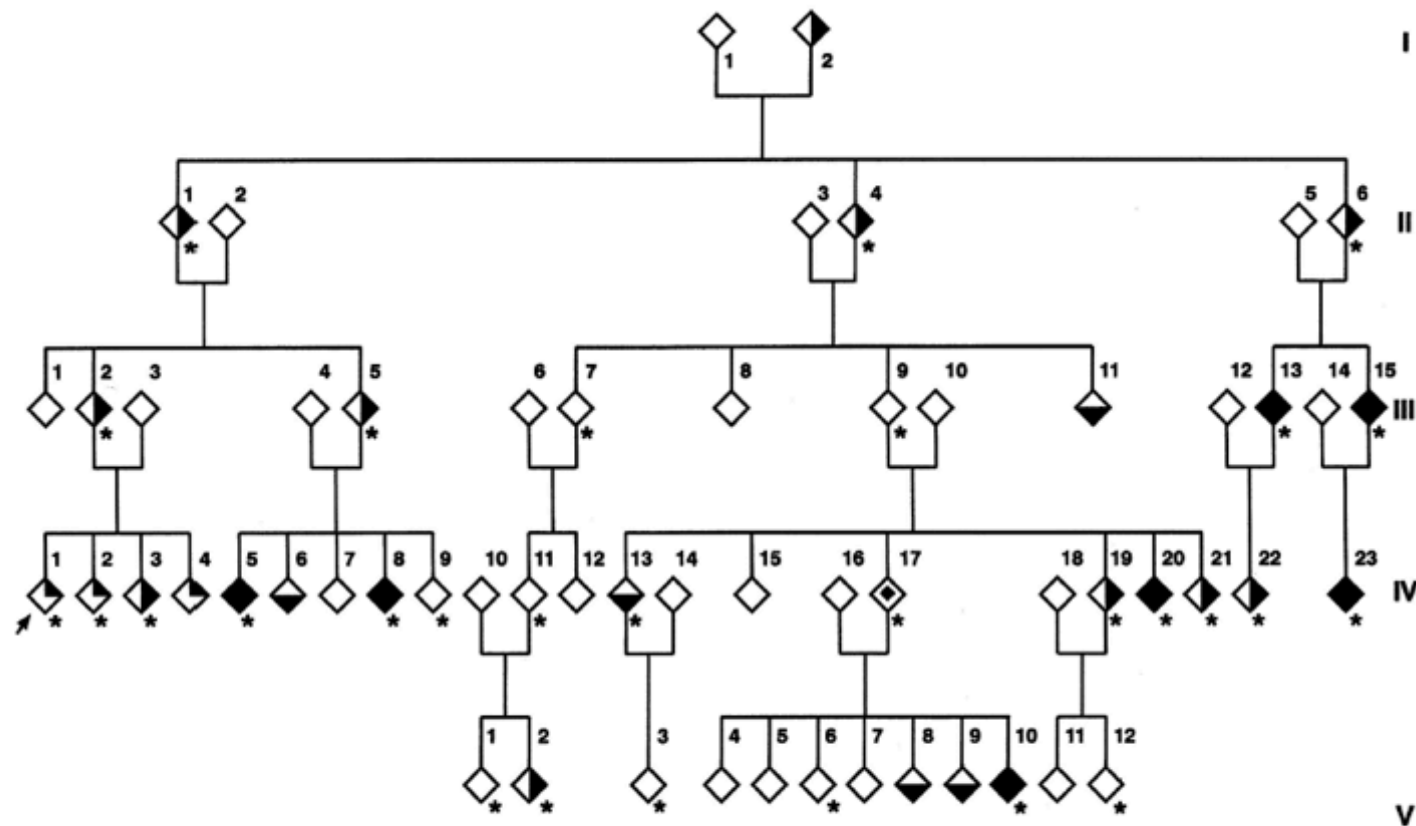 I
1 2
1 2 3 4 5 6
II
* * *
1 2 3 4 5 6 7 8 9 10 11 12 13 14 15
III
* * * * * *
1 2 3 4 5 6 7 8 9 10 11 12 13 14 15 16 17 18 19 20 21 22 23
IV
* * * * * * * * * * * * * *
1 2 3 4 5 6 7 8 9 10 11 12
V
* * * * * *